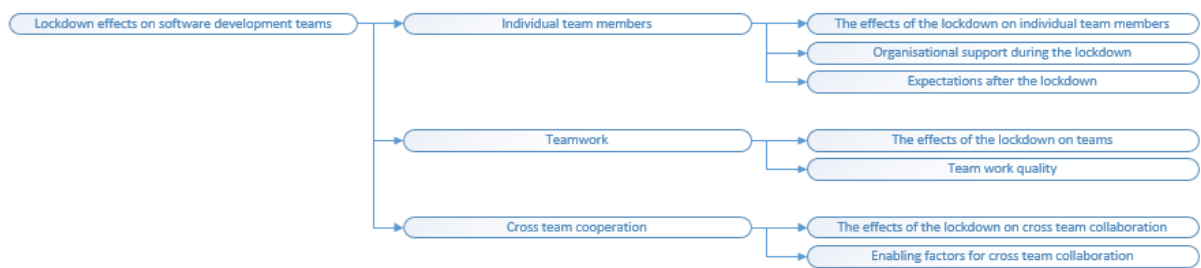 Lockdown effects on software development teams
Individual team members
The effects of the lockdown on individual team members
Organisational support during the lockdown
Expectations after the lockdown
Teamwork
The effects of the lockdown on teams
Team work quality
Cross team cooperation
The effects of the lockdown on cross team collaboration
Enabling factors for cross team collaboration